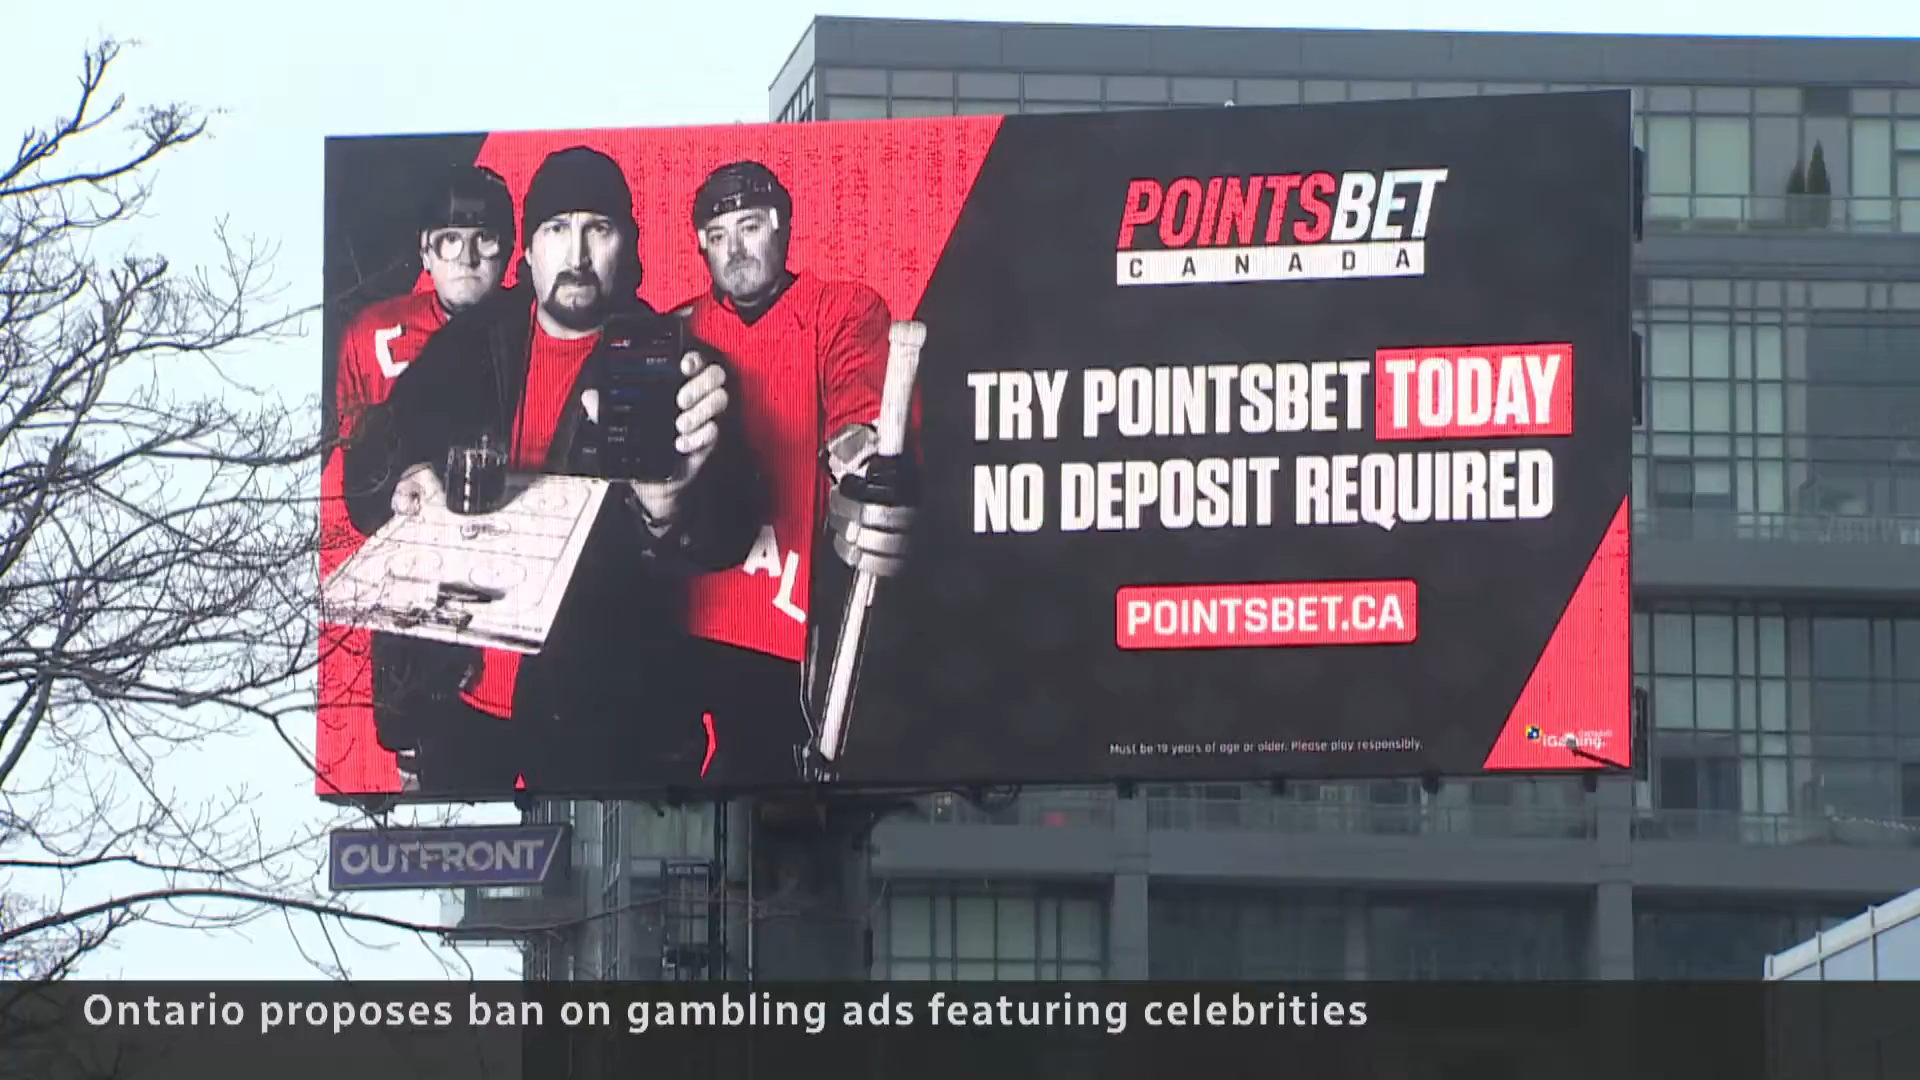 POINTSBET
CANADA
TRY POINTSBET TODAY
NO DEPOSIT REQUIRED
POINTSBET.CA
Must be 19 years of age or older. Please play responsibly.
OUTFRONT/
Ontario proposes ban on gambling ads featuring celebrities